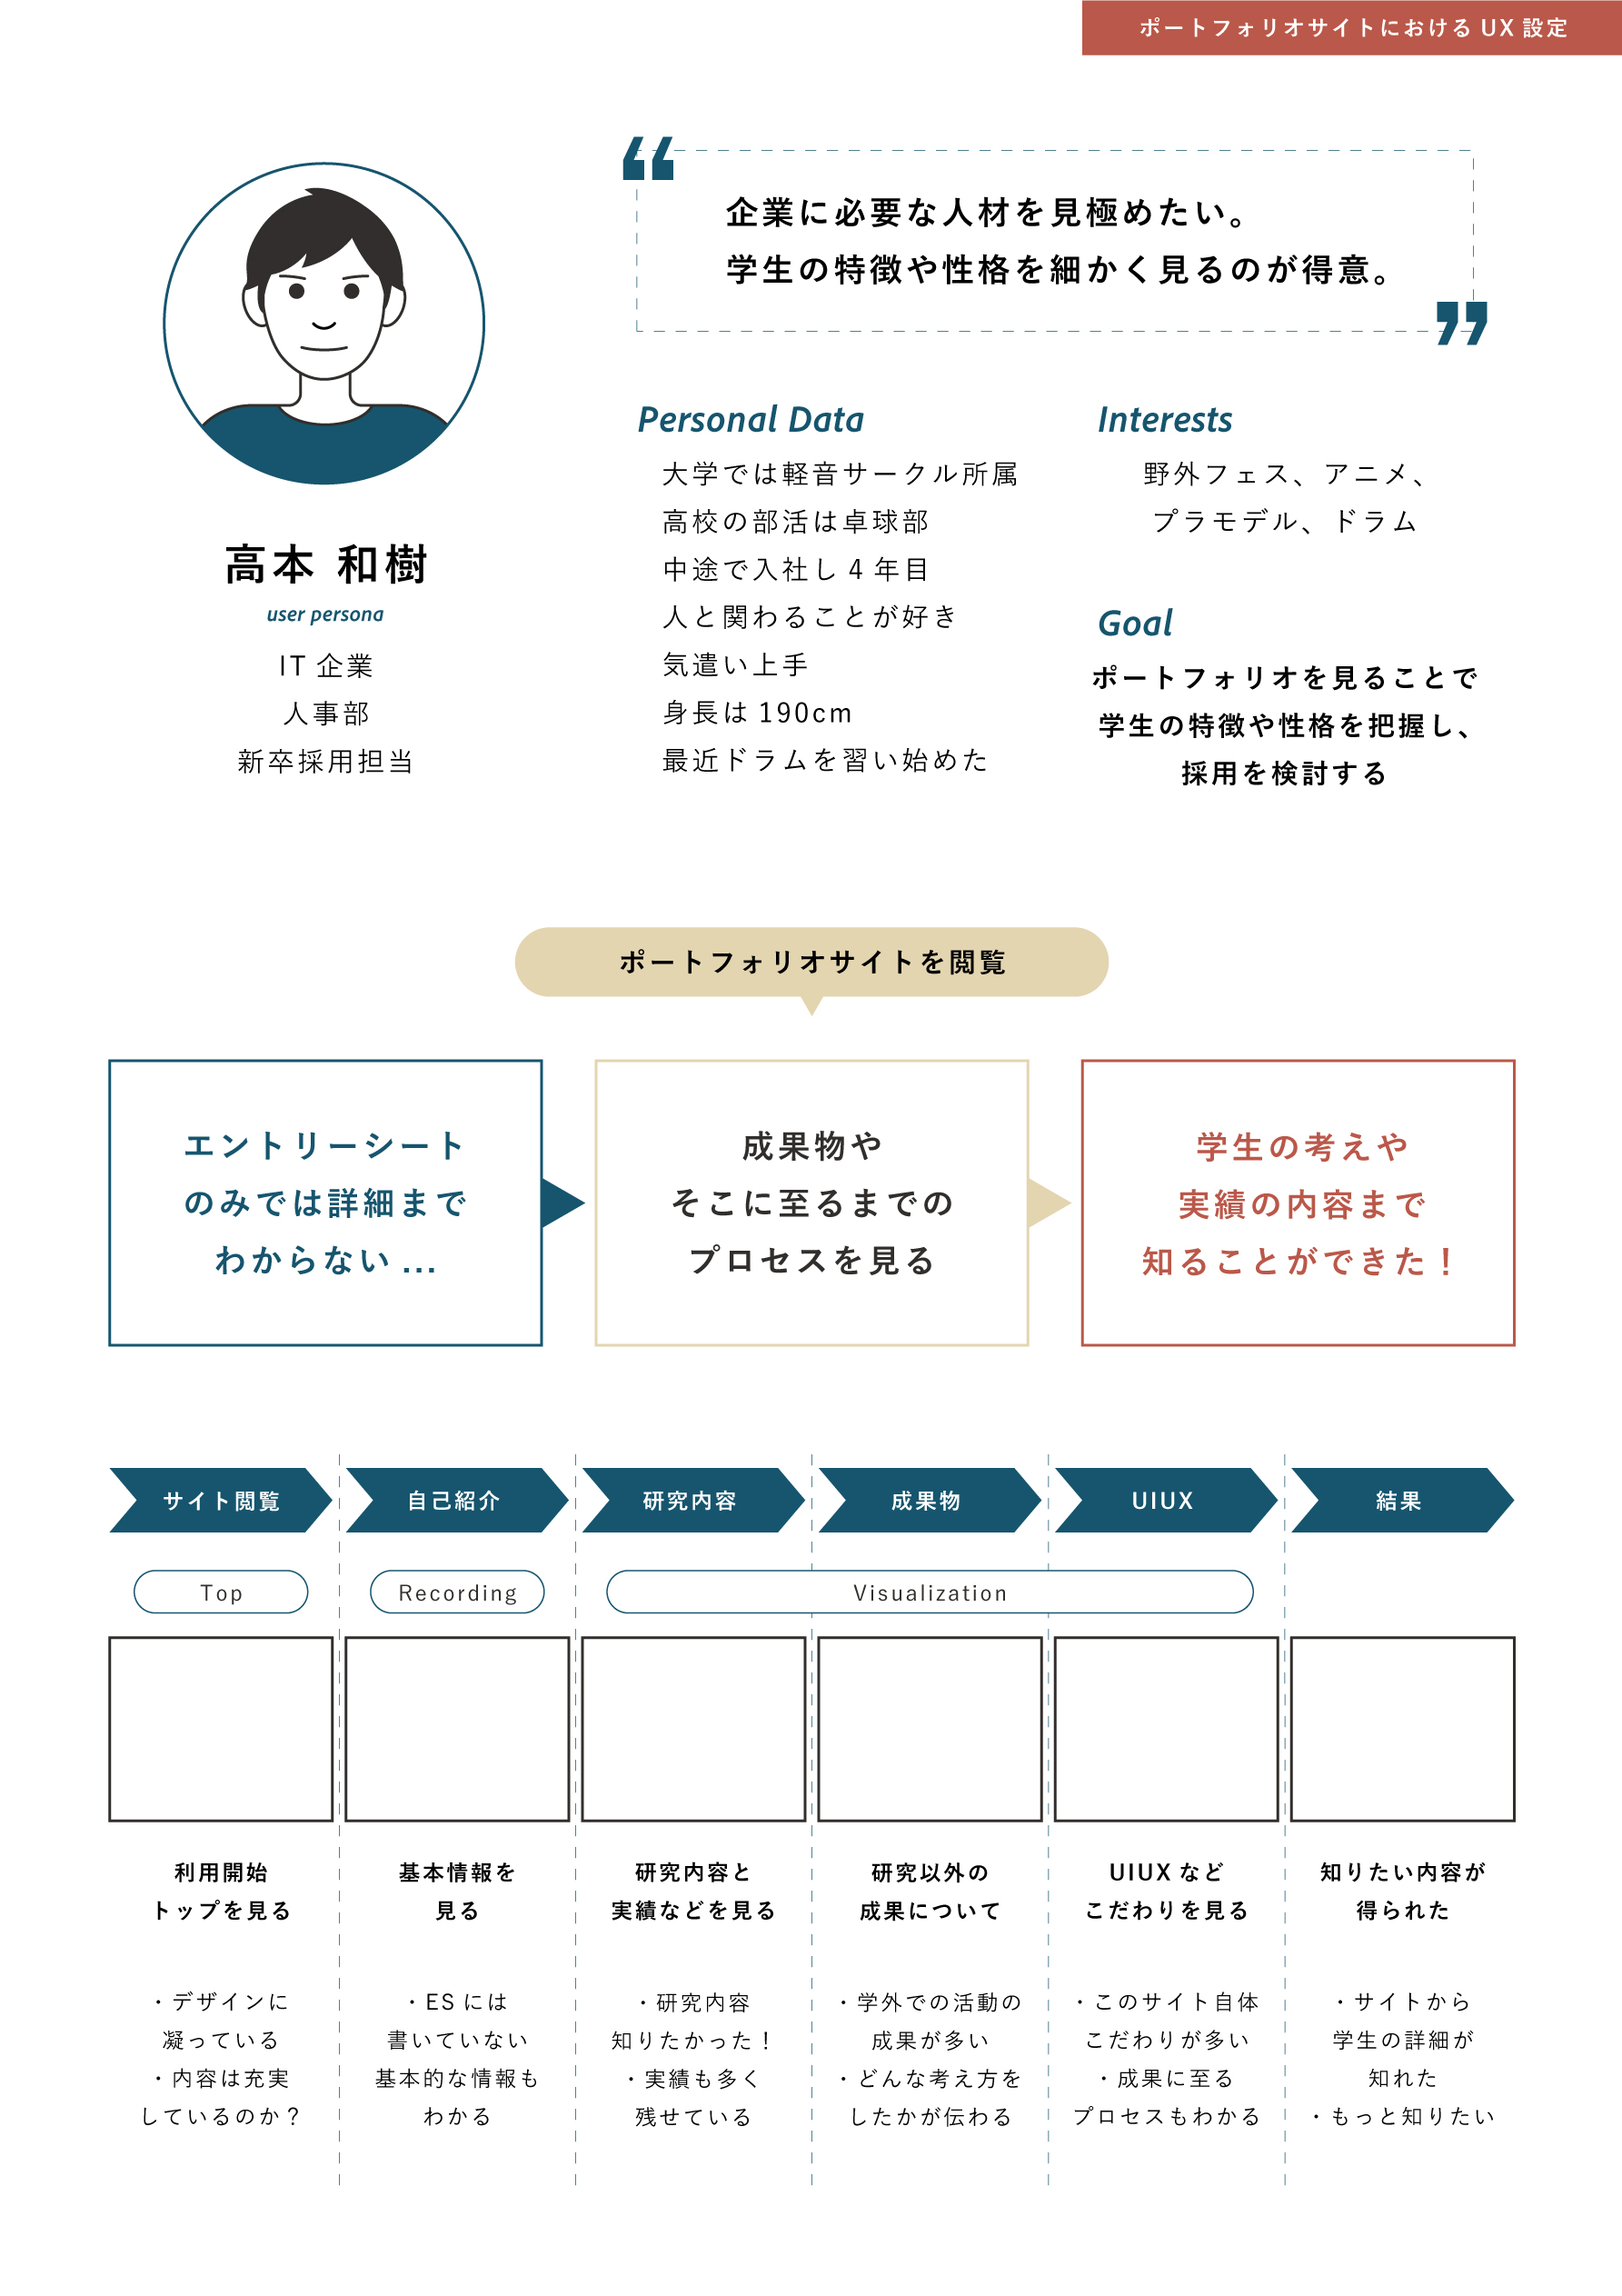 ポートフォリオサイトにおける UX 設定
“
企業に必要な人材を見極めたい。
学生の特徴や性格を細かく見るのが得意。
”
高本 和樹
user persona
IT 企業
人事部
新卒採用担当
Personal Data
大学では軽音サークル所属
高校の部活は卓球部
中途で入社し 4 年目
人と関わることが好き
気遣い上手
身長は 190cm
最近ドラムを習い始めた
Interests
野外フェス、アニメ、
プラモデル、ドラム
Goal
ポートフォリオを見ることで
学生の特徴や性格を把握し、
採用を検討する
ポートフォリオサイトを閲覧
エントリーシート
のみでは詳細まで
わからない ...
成果物や
そこに至るまでの
プロセスを見る
学生の考えや
実績の内容まで
知ることができた！
サイト閲覧
自己紹介
研究内容
成果物
UIUX
結果
Top
Recording
Visualization
利用開始
トップを見る
基本情報を
見る
研究内容と
実績などを見る
研究以外の
成果について
UIUX など
こだわりを見る
知りたい内容が
得られた
・デザインに
凝っている
・内容は充実
しているのか？
・ES には
書いていない
基本的な情報も
わかる
・研究内容
知りたかった！
・実績も多く
残せている
・学外での活動の
成果が多い
・どんな考え方を
したかが伝わる
・このサイト自体
こだわりが多い
・成果に至る
プロセスもわかる
・サイトから
学生の詳細が
知れた
・もっと知りたい